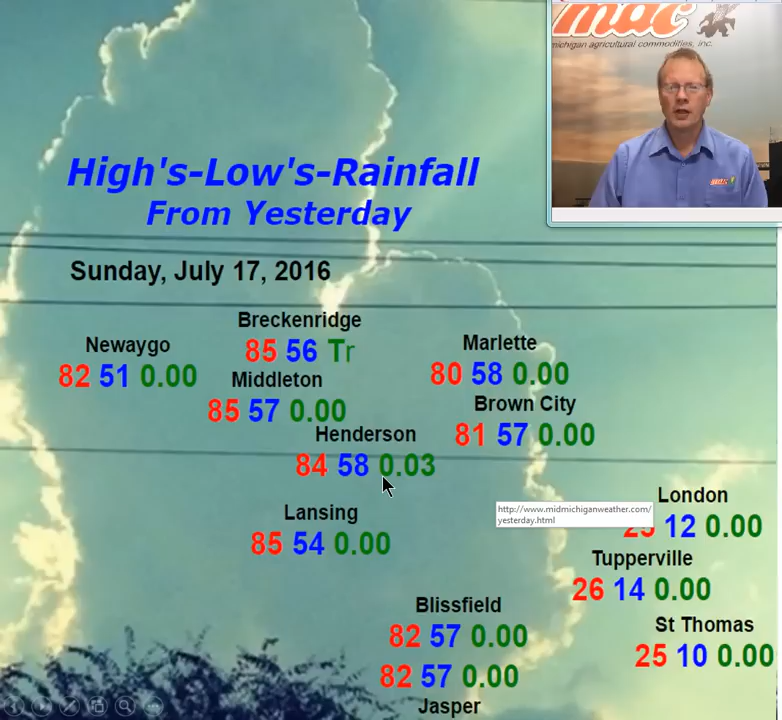 mac
michigan agricultural commodities, inc.
High's-Low's-Rainfall
From Yesterday
Sunday, July 17, 2016
Breckenridge
85 56 Tr
Newaygo
82 51 0.00
Marlette
80 58 0.00
Middleton
85 57 0.00
Brown City
81 57 0.00
Henderson
84 58 0.03
London
25 12 0.00
http://www.midmichiganweather.com/
yesterday.html
Lansing
85 54 0.00
Tupperville
26 14 0.00
Blissfield
82 57 0.00
St Thomas
25 10 0.00
82 57 0.00
Jasper